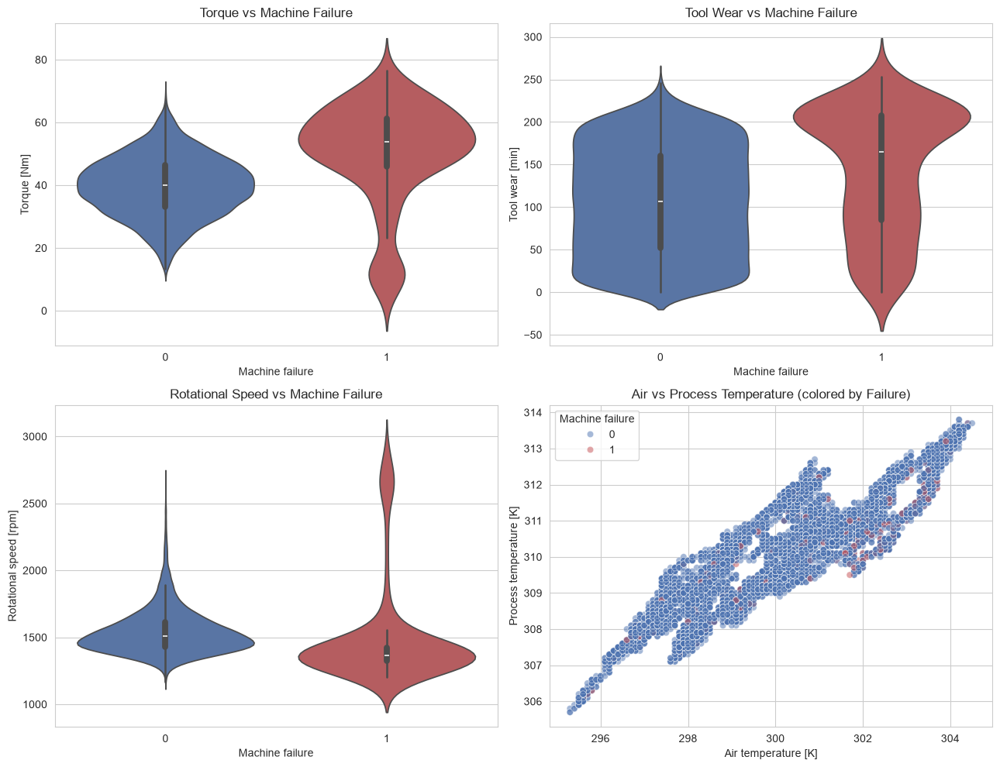 Torque vs Machine Failure
Torque [Nm]
80
60
40
20
0
0 1
Machine failure
Tool Wear vs Machine Failure
Tool wear [min]
300
250
200
150
100
50
0
−50
0 1
Machine failure
Rotational Speed vs Machine Failure
Rotational speed [rpm]
3000
2500
2000
1500
1000
0 1
Machine failure
Air vs Process Temperature (colored by Failure)
Machine failure
0
1
Process temperature [K]
314
313
312
311
310
309
308
307
306
296 298 300 302 304
Air temperature [K]